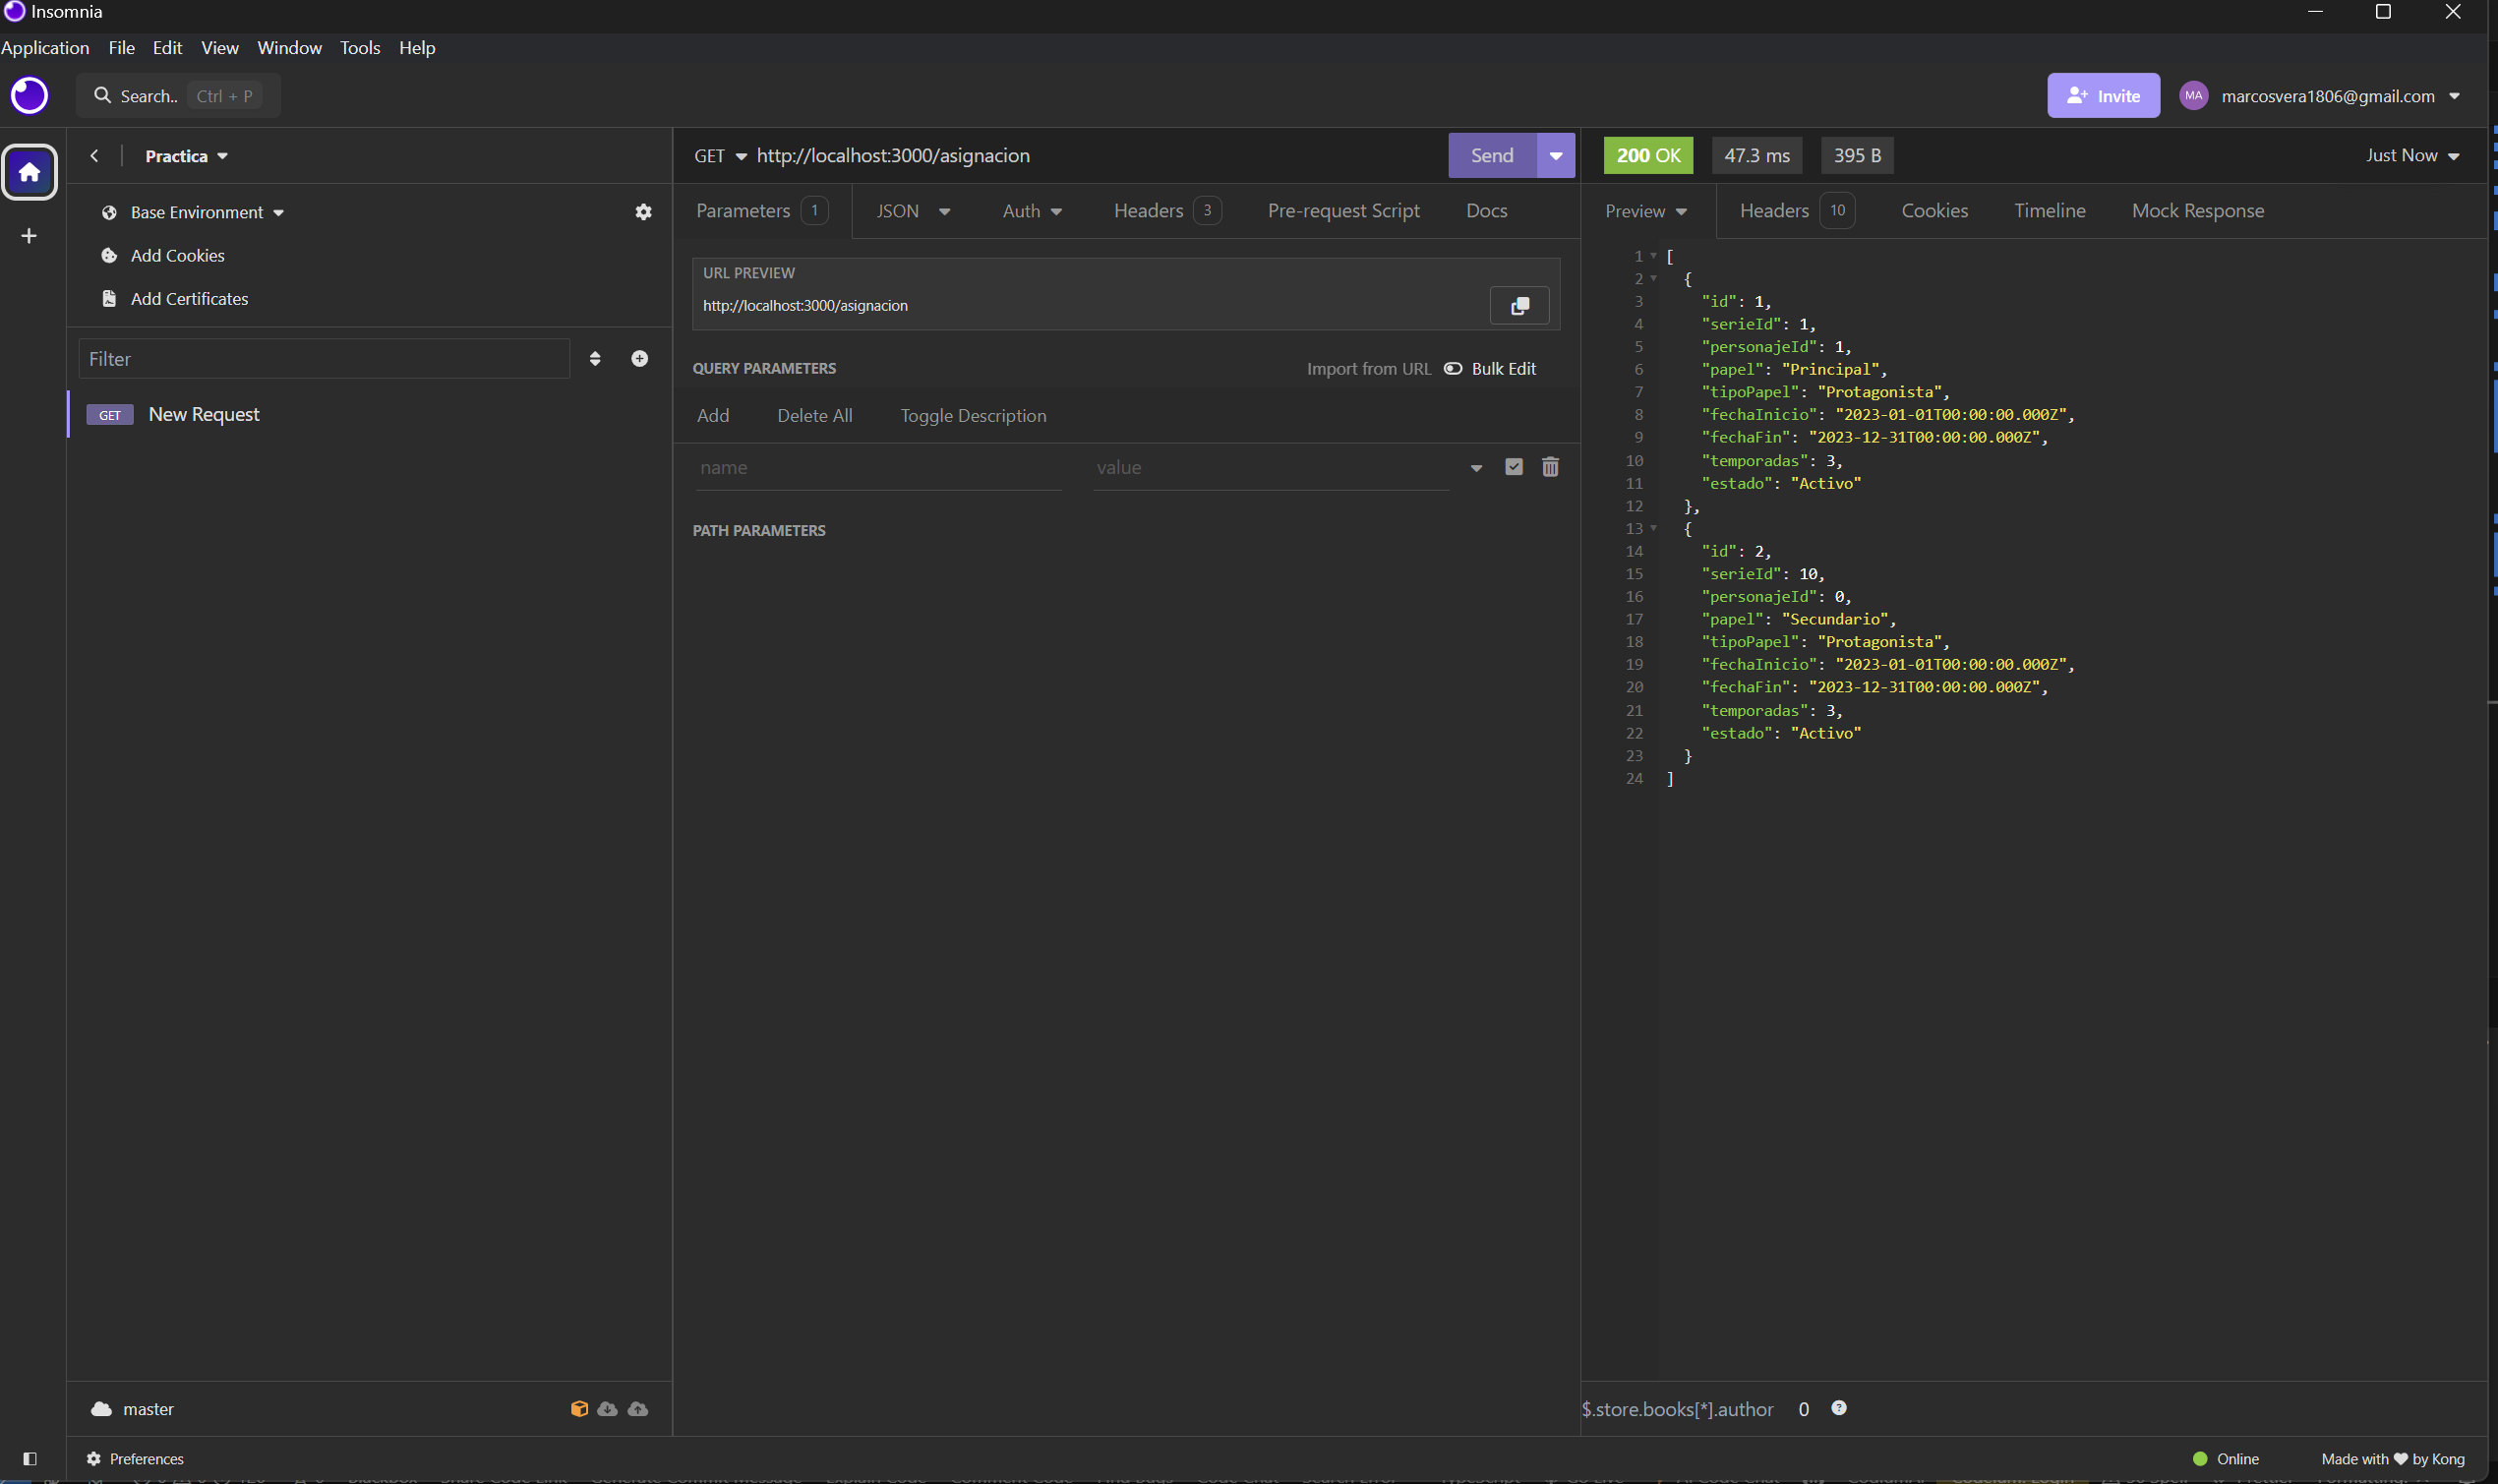 Insomnia
Application File Edit View Window Tools Help
Search.. Ctrl + P
Invite
MA
marcosvera1806@gmail.com
Practica
GET http://localhost:3000/asignacion
Send
200 OK 47.3 ms 395 B
Just Now
Base Environment
Add Cookies
Add Certificates
Filter
GET New Request
Parameters 1 JSON Auth Headers 3 Pre-request Script Docs
URL PREVIEW
http://localhost:3000/asignacion
QUERY PARAMETERS
Import from URL Bulk Edit
Add Delete All Toggle Description
name value
PATH PARAMETERS
Preview Headers 10 Cookies Timeline Mock Response
1 [
2 {
3 "id": 1,
4 "serieId": 1,
5 "personajeId": 1,
6 "papel": "Principal",
7 "tipoPapel": "Protagonista",
8 "fechaInicio": "2023-01-01T00:00:00.000Z",
9 "fechaFin": "2023-12-31T00:00:00.000Z",
10 "temporadas": 3,
11 "estado": "Activo"
12 },
13 {
14 "id": 2,
15 "serieId": 10,
16 "personajeId": 0,
17 "papel": "Secundario",
18 "tipoPapel": "Protagonista",
19 "fechaInicio": "2023-01-01T00:00:00.000Z",
20 "fechaFin": "2023-12-31T00:00:00.000Z",
21 "temporadas": 3,
22 "estado": "Activo"
23 }
24 ]
master
$.store.books[*].author 0
Preferences
Online
Made with ♥ by Kong